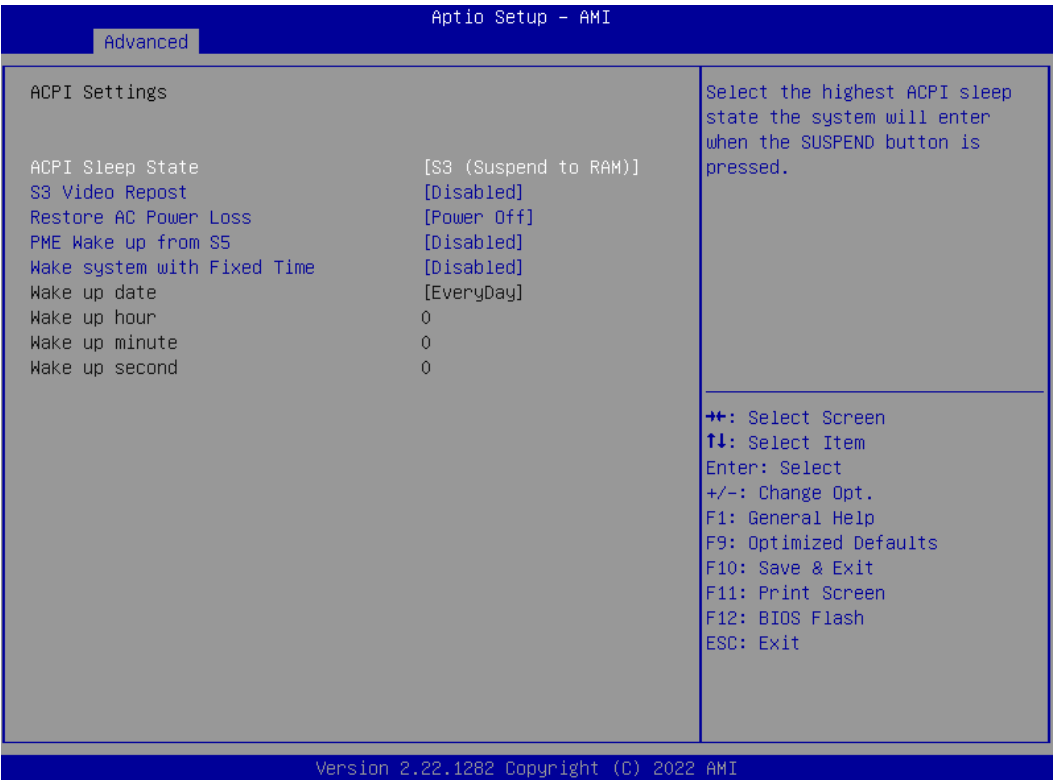 Aptio Setup – AMI
Advanced
ACPI Settings
ACPI Sleep State [S3 (Suspend to RAM)]
S3 Video Repost [Disabled]
Restore AC Power Loss [Power Off]
PME Wake up from S5 [Disabled]
Wake system with Fixed Time [Disabled]
Wake up date [EveryDay]
Wake up hour 0
Wake up minute 0
Wake up second 0
Select the highest ACPI sleep
state the system will enter
when the SUSPEND button is
pressed.
→←: Select Screen
↑↓: Select Item
Enter: Select
+/-: Change Opt.
F1: General Help
F9: Optimized Defaults
F10: Save & Exit
F11: Print Screen
F12: BIOS Flash
ESC: Exit
Version 2.22.1282 Copyright (C) 2022 AMI